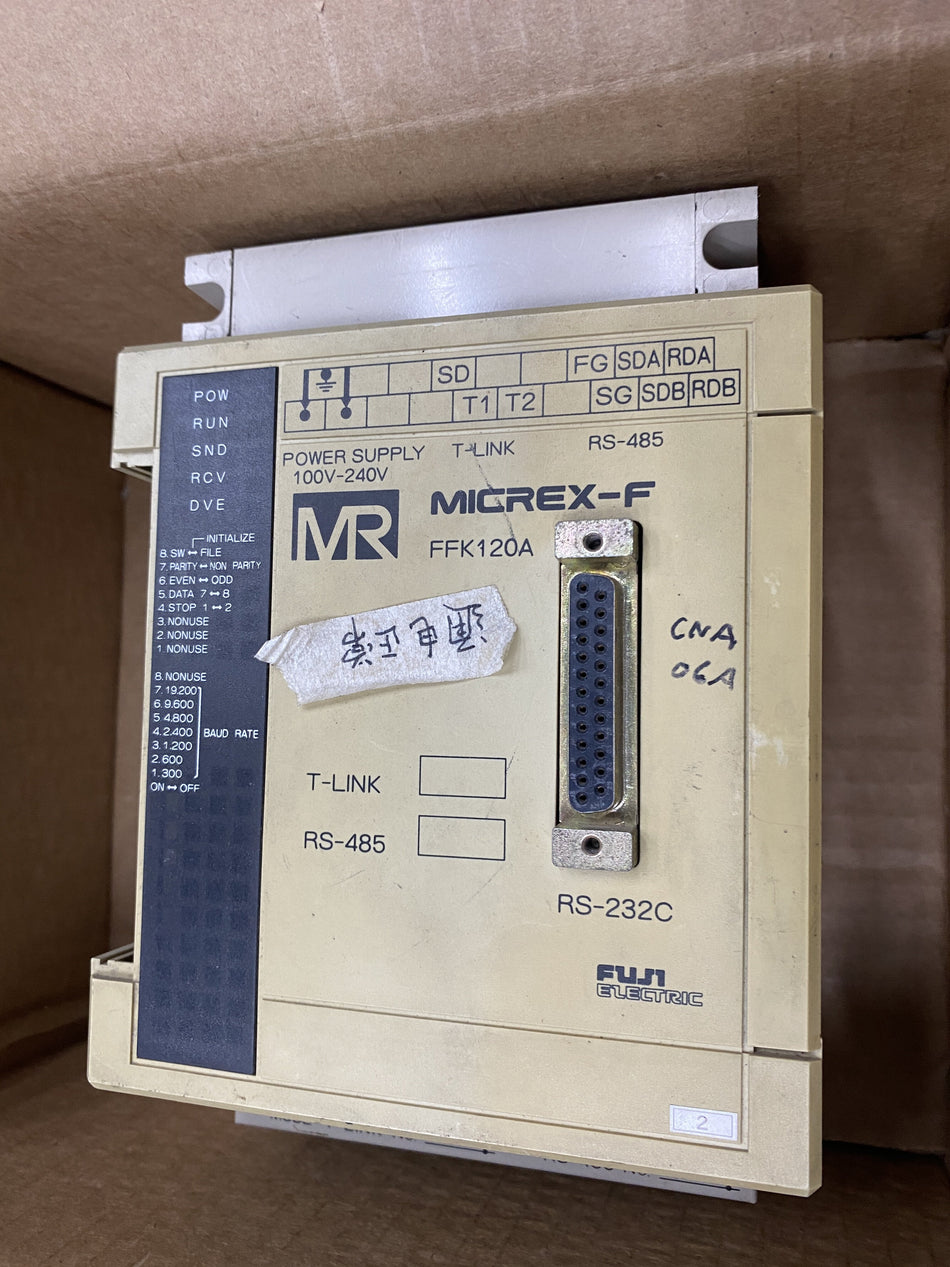 SD FG SDA RDA
T1 T2 SG SDB RDB
POWER SUPPLY
100V-240V
T-LINK
RS-485
POW
RUN
SND
RCV
DVE
INITIALIZE
8. SW ↔ FILE
7. PARITY ↔ NON PARITY
6. EVEN ↔ ODD
5. DATA 7 ↔ 8
4. STOP 1 ↔ 2
3. NONUSE
2. NONUSE
1. NONUSE
8. NONUSE
7. 19.200
6. 9.600
5 4.800
4. 2.400
3. 1.200
2. 600
1. 300
BAUD RATE
ON ↔ OFF
MR
MICREX-F
FFK120A
通电正常
CNA
06A
T-LINK
RS-485
RS-232C
FUJI
ELECTRIC
2